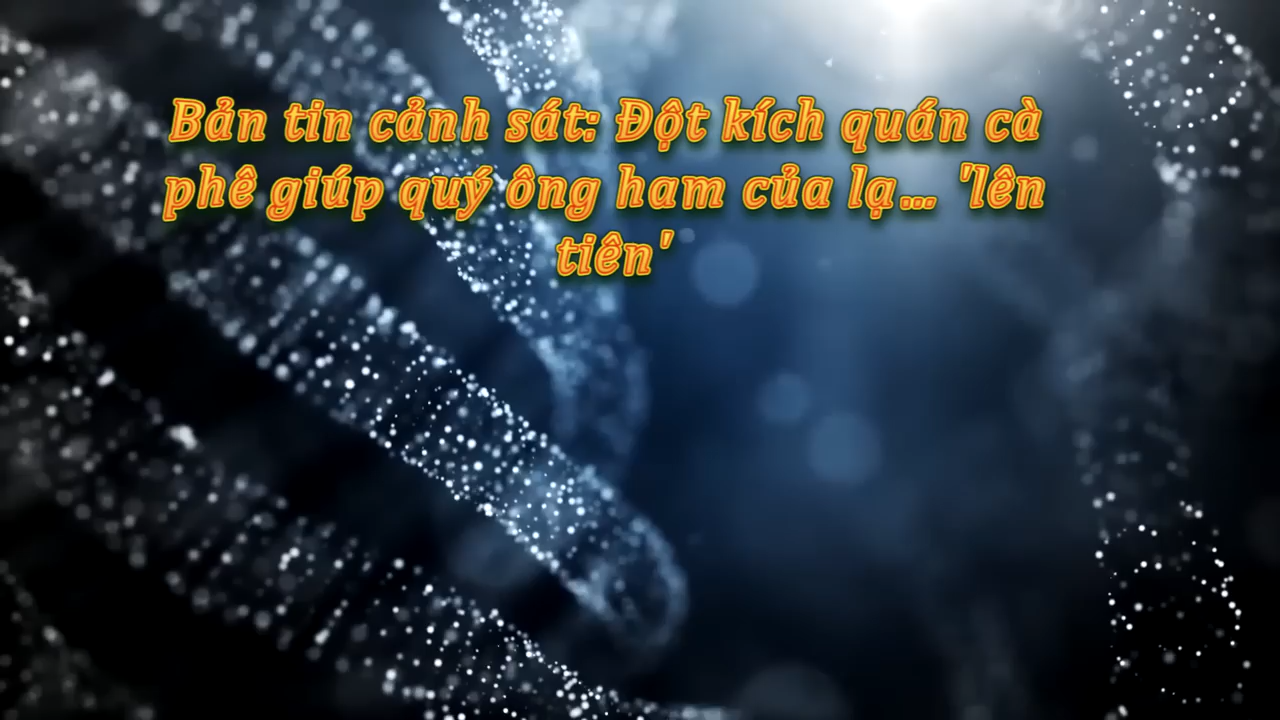 Bản tin cảnh sát: Đột kích quán cà
phê giúp quý ông ham của lạ... 'lên
tiên'